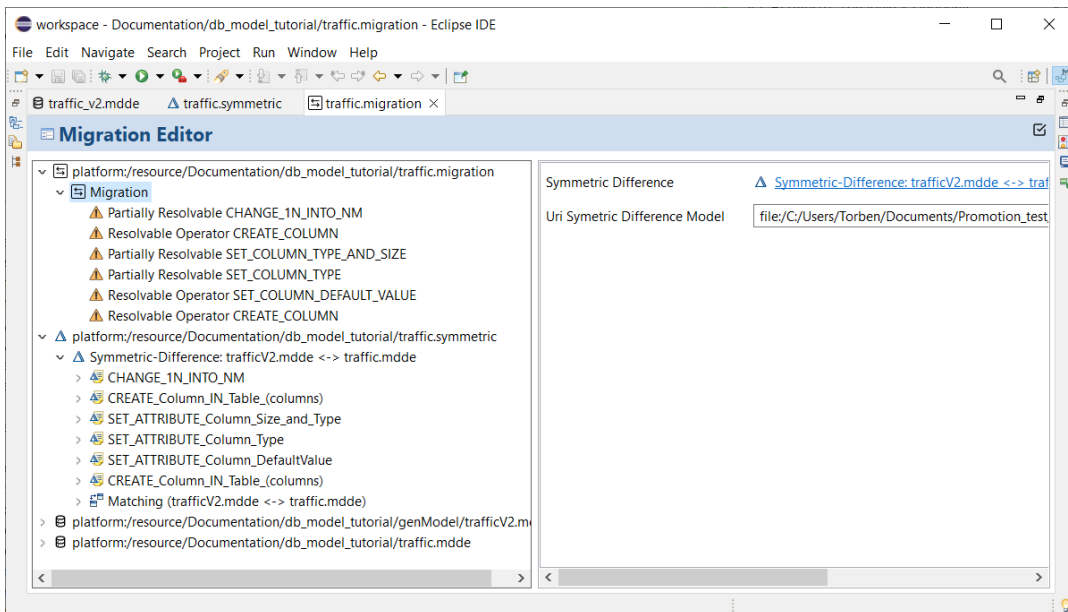 workspace - Documentation/db_model_tutorial/traffic.migration - Eclipse IDE
File Edit Navigate Search Project Run Window Help
traffic_v2.mdde traffic.symmetric traffic.migration
Migration Editor
platform:/resource/Documentation/db_model_tutorial/traffic.migration
Migration
Partially Resolvable CHANGE_1N_INTO_NM
Resolvable Operator CREATE_COLUMN
Partially Resolvable SET_COLUMN_TYPE_AND_SIZE
Partially Resolvable SET_COLUMN_TYPE
Resolvable Operator SET_COLUMN_DEFAULT_VALUE
Resolvable Operator CREATE_COLUMN
platform:/resource/Documentation/db_model_tutorial/traffic.symmetric
Symmetric-Difference: trafficV2.mdde <-> traffic.mdde
CHANGE_1N_INTO_NM
CREATE_Column_IN_Table_(columns)
SET_ATTRIBUTE_Column_Size_and_Type
SET_ATTRIBUTE_Column_Type
SET_ATTRIBUTE_Column_DefaultValue
CREATE_Column_IN_Table_(columns)
Matching (trafficV2.mdde <-> traffic.mdde)
platform:/resource/Documentation/db_model_tutorial/genModel/trafficV2.m
platform:/resource/Documentation/db_model_tutorial/traffic.mdde
Symmetric Difference Symmetric-Difference: trafficV2.mdde <-> traf
Uri Symetric Difference Model file:/C:/Users/Torben/Documents/Promotion_test